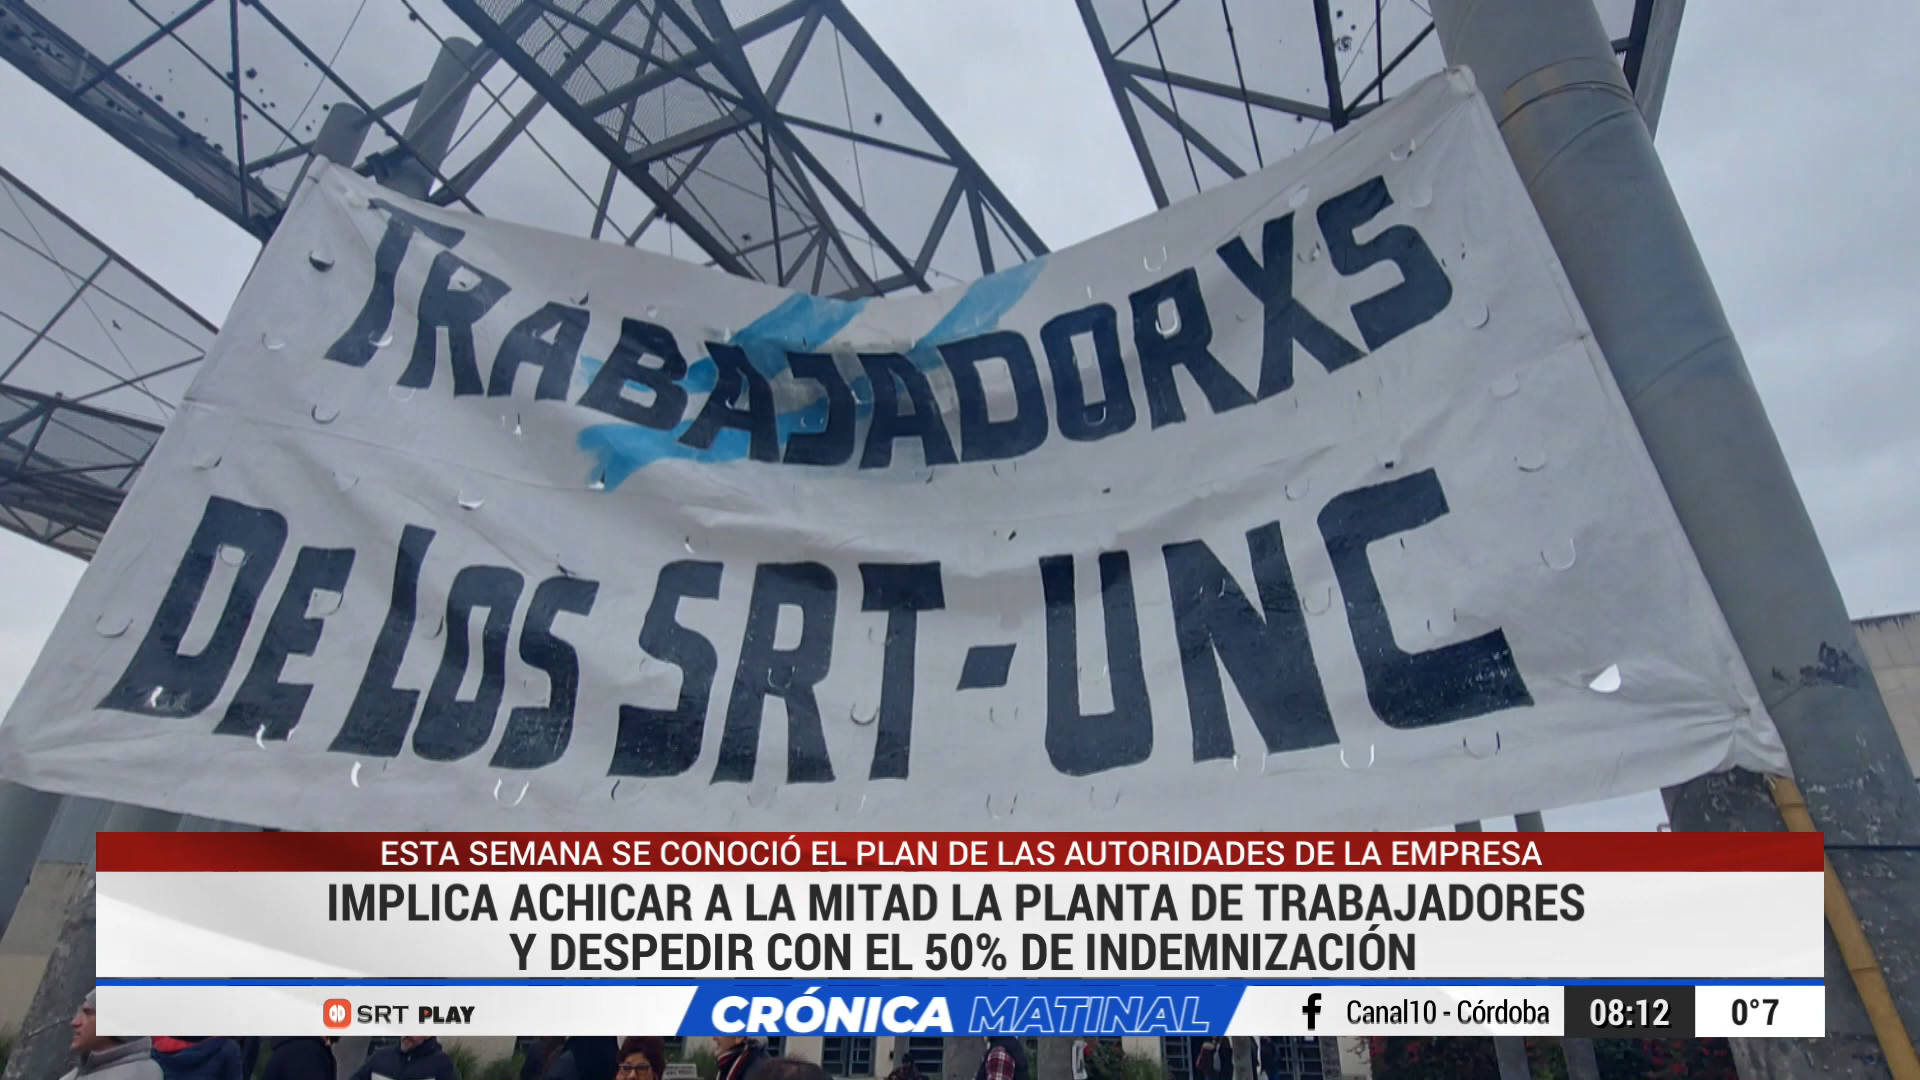 TRABAJADORXS
DE LOS SRT-UNC
ESTA SEMANA SE CONOCIÓ EL PLAN DE LAS AUTORIDADES DE LA EMPRESA
IMPLICA ACHICAR A LA MITAD LA PLANTA DE TRABAJADORES
Y DESPEDIR CON EL 50% DE INDEMNIZACIÓN
SRT PLAY
CRÓNICA MATINAL
Canal10 - Córdoba
08:12
0°7